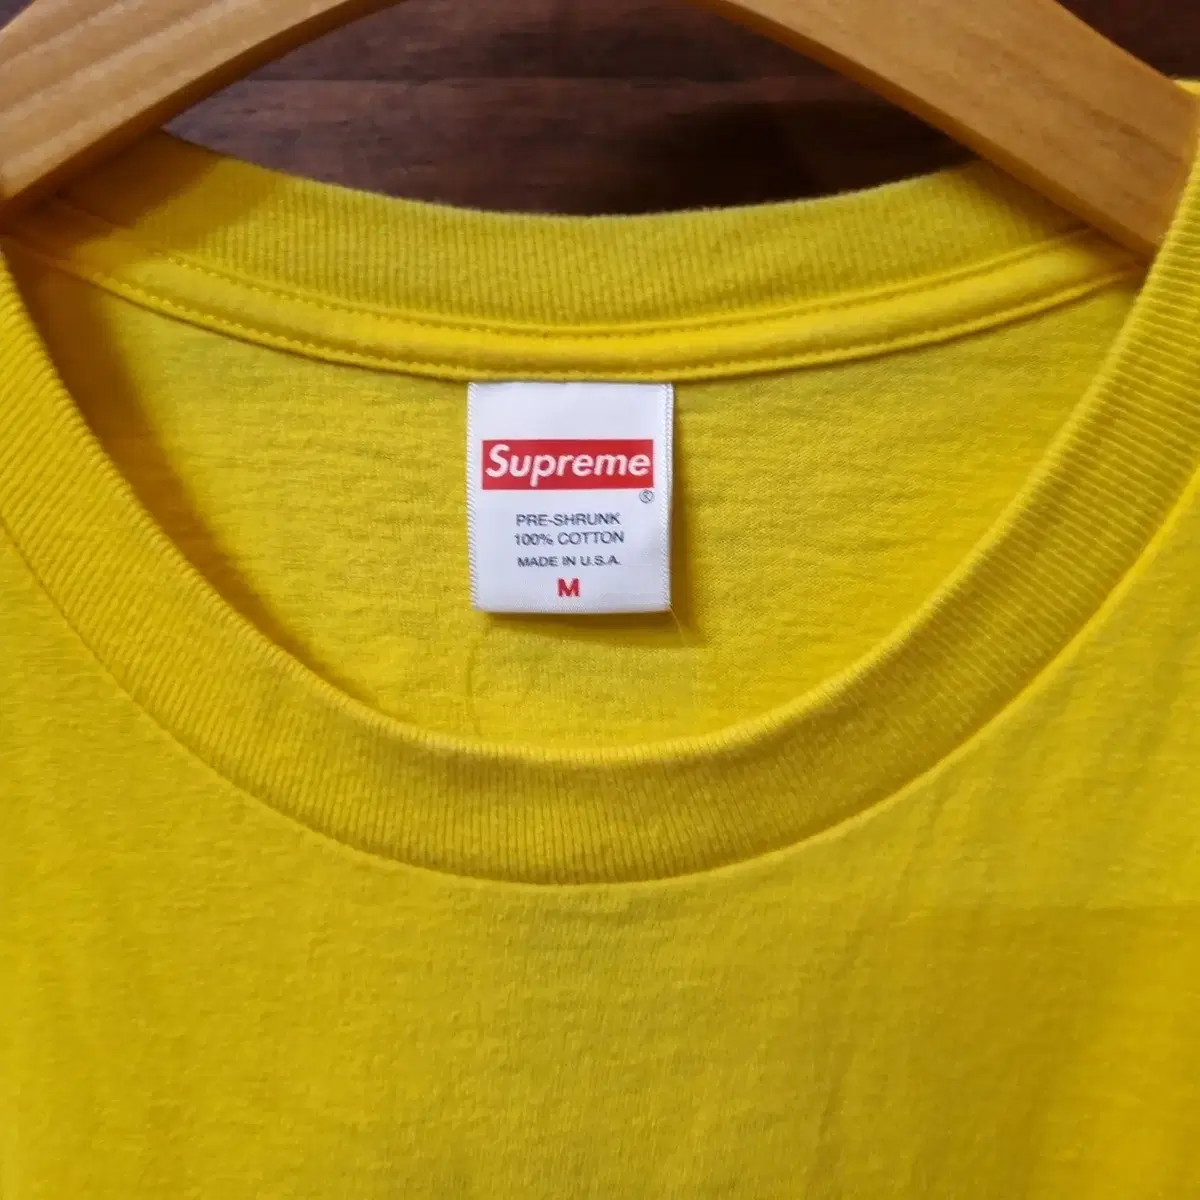 Supreme
®
PRE-SHRUNK
100% COTTON
MADE IN U.S.A.
M